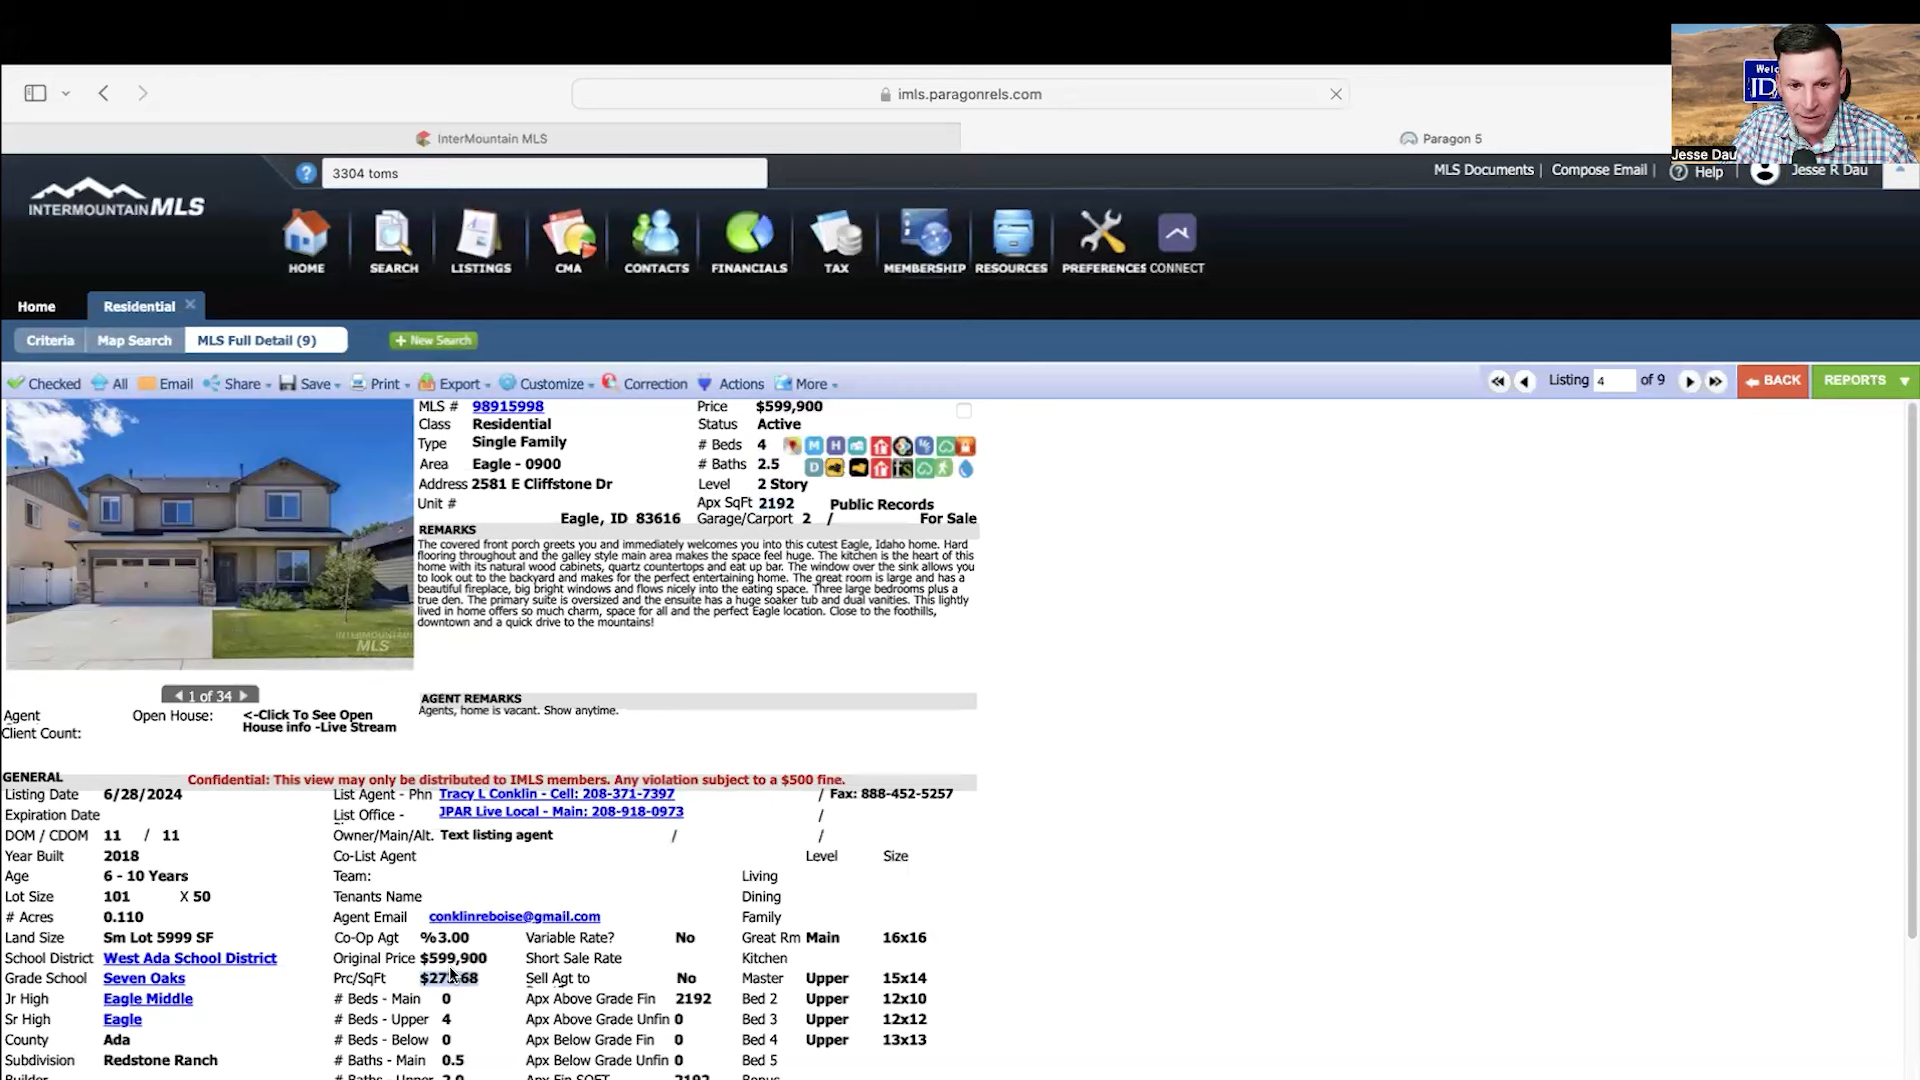 imls.paragonrels.com
InterMountain MLS
Paragon 5
Jesse Dau
INTERMOUNTAIN MLS
3304 toms
MLS Documents | Compose Email | Help | Jesse R Dau
HOME SEARCH LISTINGS CMA CONTACTS FINANCIALS TAX MEMBERSHIP RESOURCES PREFERENCES CONNECT
Home Residential
Criteria Map Search MLS Full Detail (9) + New Search
Checked All Email Share Save Print Export Customize Correction Actions More Listing 4 of 9 BACK REPORTS
MLS # 98915998 Price $599,900
Class Residential Status Active
Type Single Family # Beds 4
Area Eagle - 0900 # Baths 2.5
Address 2581 E Cliffstone Dr Level 2 Story
Unit # Apx SqFt 2192 Public Records
Eagle, ID 83616 Garage/Carport 2 / For Sale
REMARKS
The covered front porch greets you and immediately welcomes you into this cutest Eagle, Idaho home. Hard
flooring throughout and the galley style main area makes the space feel huge. The kitchen is the heart of this
home with its natural wood cabinets, quartz countertops and eat up bar. The window over the sink allows you
to look out to the backyard and makes for the perfect entertaining home. The great room is large and has a
beautiful fireplace, big bright windows and flows nicely into the eating space. Three large bedrooms plus a
true den. The primary suite is oversized and the ensuite has a huge soaker tub and dual vanities. This lightly
lived in home offers so much charm, space for all and the perfect Eagle location. Close to the foothills,
downtown and a quick drive to the mountains!
INTERMOUNTAIN
MLS
1 of 34
AGENT REMARKS
Agents, home is vacant. Show anytime.
Agent Open House: <-Click To See Open
House info -Live Stream
Client Count:
GENERAL Confidential: This view may only be distributed to IMLS members. Any violation subject to a $500 fine.
Listing Date 6/28/2024 List Agent - Phn Tracy L Conklin - Cell: 208-371-7397 / Fax: 888-452-5257
Expiration Date List Office - JPAR Live Local - Main: 208-918-0973 /
DOM / CDOM 11 / 11 Owner/Main/Alt. Text listing agent / /
Year Built 2018 Co-List Agent Level Size
Age 6 - 10 Years Team: Living
Lot Size 101 X 50 Tenants Name Dining
# Acres 0.110 Agent Email conklinreboise@gmail.com Family
Land Size Sm Lot 5999 SF Co-Op Agt %3.00 Variable Rate? No Great Rm Main 16x16
School District West Ada School District Original Price $599,900 Short Sale Rate Kitchen
Grade School Seven Oaks Prc/SqFt Sell Agt to No Master Upper 15x14
Jr High Eagle Middle # Beds - Main 0 Apx Above Grade Fin 2192 Bed 2 Upper 12x10
Sr High Eagle # Beds - Upper 4 Apx Above Grade Unfin 0 Bed 3 Upper 12x12
County Ada # Beds - Below 0 Apx Below Grade Fin 0 Bed 4 Upper 13x13
Subdivision Redstone Ranch # Baths - Main 0.5 Apx Below Grade Unfin 0 Bed 5